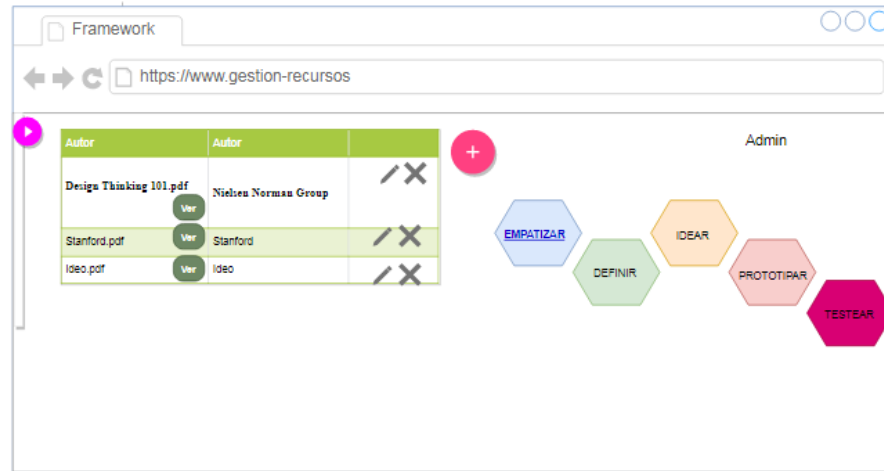 Framework
https://www.gestion-recursos
Autor Autor
Design Thinking 101.pdf Nielsen Norman Group
Ver
Stanford.pdf Ver Stanford
Ideo.pdf Ver Ideo
+
Admin
EMPATIZAR
DEFINIR
IDEAR
PROTOTIPAR
TESTEAR